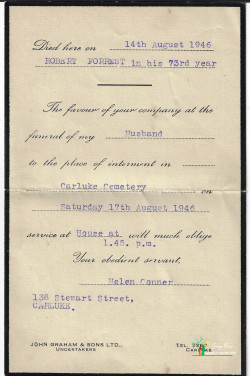 Died here on 14th August 1946
ROBERT FORREST in his 73rd year
The favour of your company at the
funeral of my Husband
to the place of interment in
Carluke Cemetery on
Saturday 17th August 1946
service at House at will much oblige
1.45. p.m.
Your obedient servant,
Helen Conner
136 Stewart Street,
CARLUKE.
JOHN GRAHAM & SONS LTD.,
UNDERTAKERS
TEL.
CARLUKE